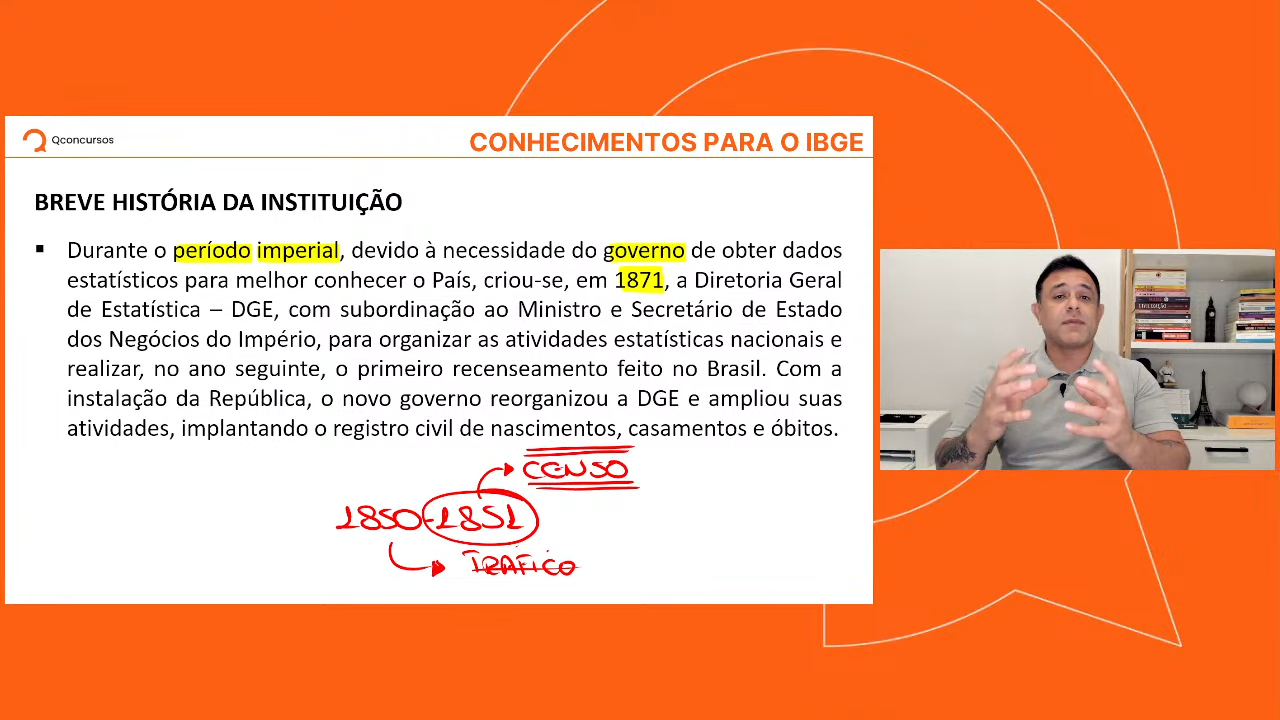 Qconcursos
CONHECIMENTOS PARA O IBGE
BREVE HISTÓRIA DA INSTITUIÇÃO
▪ Durante o período imperial, devido à necessidade do governo de obter dados
estatísticos para melhor conhecer o País, criou-se, em 1871, a Diretoria Geral
de Estatística – DGE, com subordinação ao Ministro e Secretário de Estado
dos Negócios do Império, para organizar as atividades estatísticas nacionais e
realizar, no ano seguinte, o primeiro recenseamento feito no Brasil. Com a
instalação da República, o novo governo reorganizou a DGE e ampliou suas
atividades, implantando o registro civil de nascimentos, casamentos e óbitos.
CENSO
1850-1851
TRÁFICO